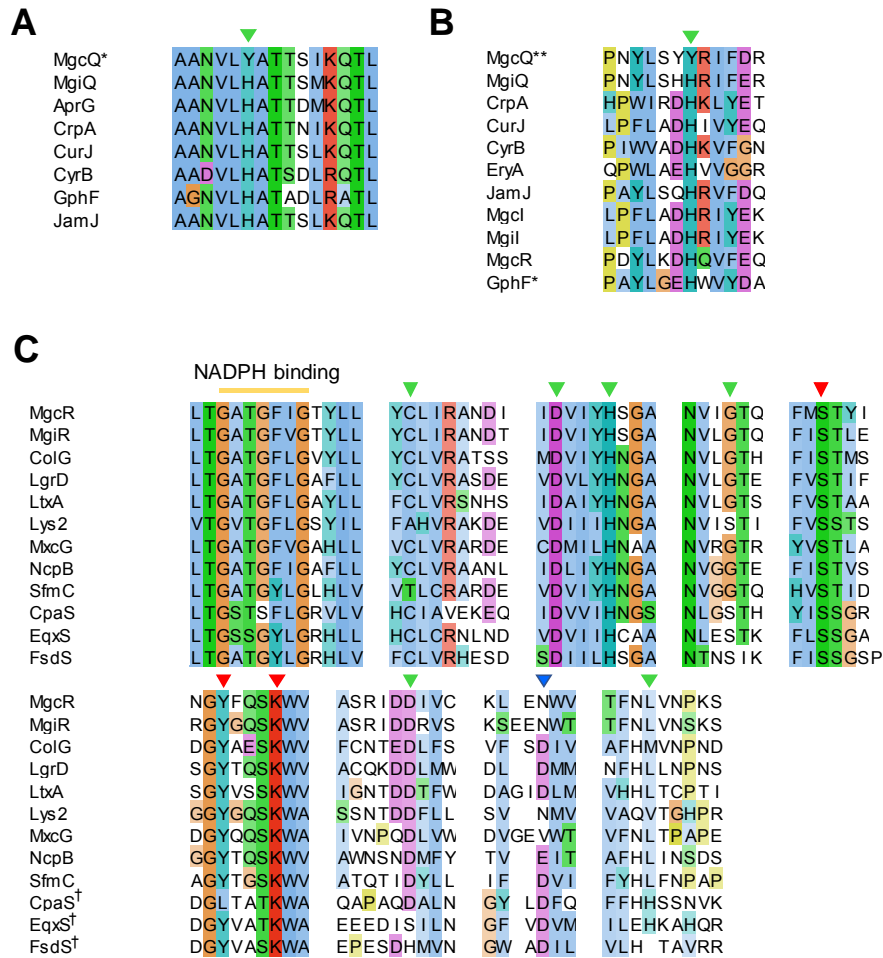 A
MgcQ* AANVLYATTSIKQTL
MgiQ AANVLHATTSMKQTL
AprG AANVLHATTDMKQTL
CrpA AANVLHATTNIKQTL
CurJ AANVLHATTSLKQTL
CyrB AADVLHATSDLRQTL
GphF AGNVLHATADLRATL
JamJ AANVLHATTSLKQTL
B
MgcQ** PNYLSYYRIFDR
MgiQ PNYLSHHRIFER
CrpA HPWIRDHKLYET
CurJ LPFLADHIVYEQ
CyrB PIWVADHKVFGN
EryA QPWLAEHVVGGR
JamJ PAYLSQHRVFDQ
MgcI LPFLADHRIYEK
MgiI LPFLADHRIYEK
McgR PDYLKDHQVFEQ
GphF* PAYLGEHWVYDA
C
NADPH binding
MgcR LTGATGFIGTYLL YCLIRANDI IDVIYHSGA NVIGTQ FMSTYI
MgiR LTGATGFVGTYLL YCLIRANDT IDVIYHSGA NVLGTQ FISTLE
ColG LTGATGFLGVYLL YCLVRATSS MDVIYHNGA NVLGTH FISTMS
LgrD LTGATGFLGAFLL YCLVRASDE VDVIYHNGA NVLGTE FVSTIF
LtxA LTGATGFLGAYLL FCLVRSNHS IDAIYHNGA NVLGTS FVSTAA
Lys2 VTGVTGFLGSYIL FAHVRAKDE VDIIIHNGA NVISTI FVSSTS
MxcG LTGATGFVGAHLL VCLVRARDE CDMILHNAA NVRGTR YVSTLA
NcpB LTGATGFIGAFLL YCLVRAANL IDLIYHNGA NVGGTE FISTVS
SfmC LTGATGYLGLHLV VTLCRARDE VDVIYHNGA NVGGTQ HVSTID
CpaS LTGSTSFLGRVLV HCIAVEKEQ IDVVIHNGS NLGSTH YISSGR
EqxS LTGSSGYLGRHLL HCLCRNLND VDVIIHCAA NLESTK FLSSGA
FsdS LTGATGYLGRHLV FCLVRHESD SDIILHSGA NTNSIK FISSGSP
MgcR NGYFQSKWV ASRIDDIVC KL ENWV TFNLVNPKS
MgiR RGYGQSKWV ASRIDDRVS KSEENWT TFNLVNSKS
ColG DGYAESKWV FCNTEDLFS VF SDIV AFHMVNPND
LgrD SGYTQSKWV ACQKDDLMW DL DMM NFHLLNPNS
LtxA SGYVSSKWV IGNTDDTFW DAGIDLM VHHLTCPTI
Lys2 GGYGQSKWA SSNTDDFLL SV NMV VAQVTGHPR
MxcG DGYQQSKWA IVNPQDLVW DVGEVWT VFNLTPAPE
NcpB GGYTQSKWV AWNSNDMFY TV EIT AFHLINSDS
SfmC AGYTGSKWV ATQTIDYLL IF DVI FYHLFNPAP
CpaS† DGLTATKWA QAPAQDALN GY LDFQ FFHHSSNVK
EqxS† DGYVASKWA EEEDISILN GF VDVM ILEHKAHQR
FsdS† DGYVATKWA EPESDHMVN GW ADIL VLH TAVRR